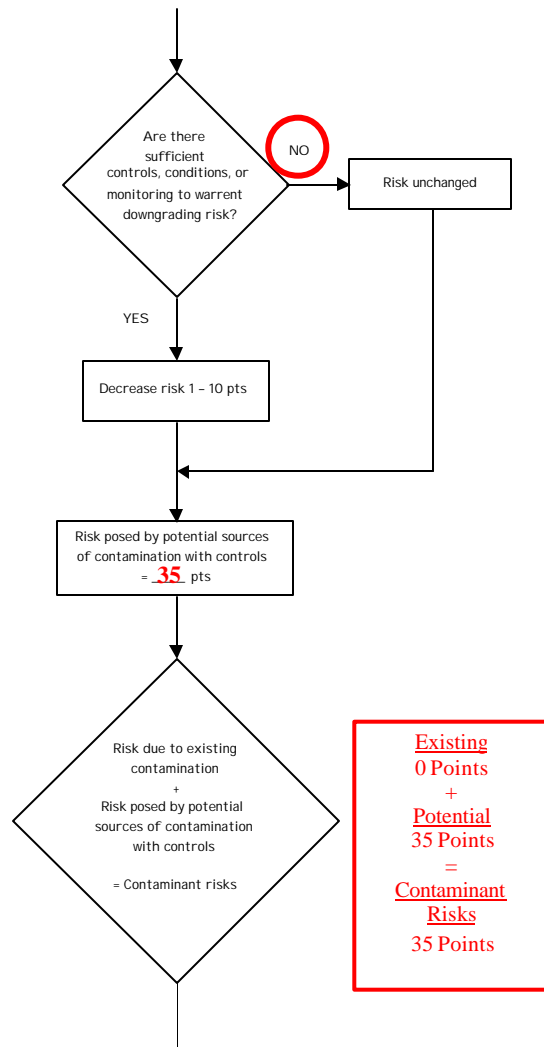 Are there
sufficient
controls, conditions, or
monitoring to warrent
downgrading risk?
NO
Risk unchanged
YES
Decrease risk 1 – 10 pts
Risk posed by potential sources
of contamination with controls
= 35 pts
Risk due to existing
contamination
+
Risk posed by potential
sources of contamination
with controls
= Contaminant risks
Existing
0 Points
+
Potential
35 Points
=
Contaminant
Risks
35 Points